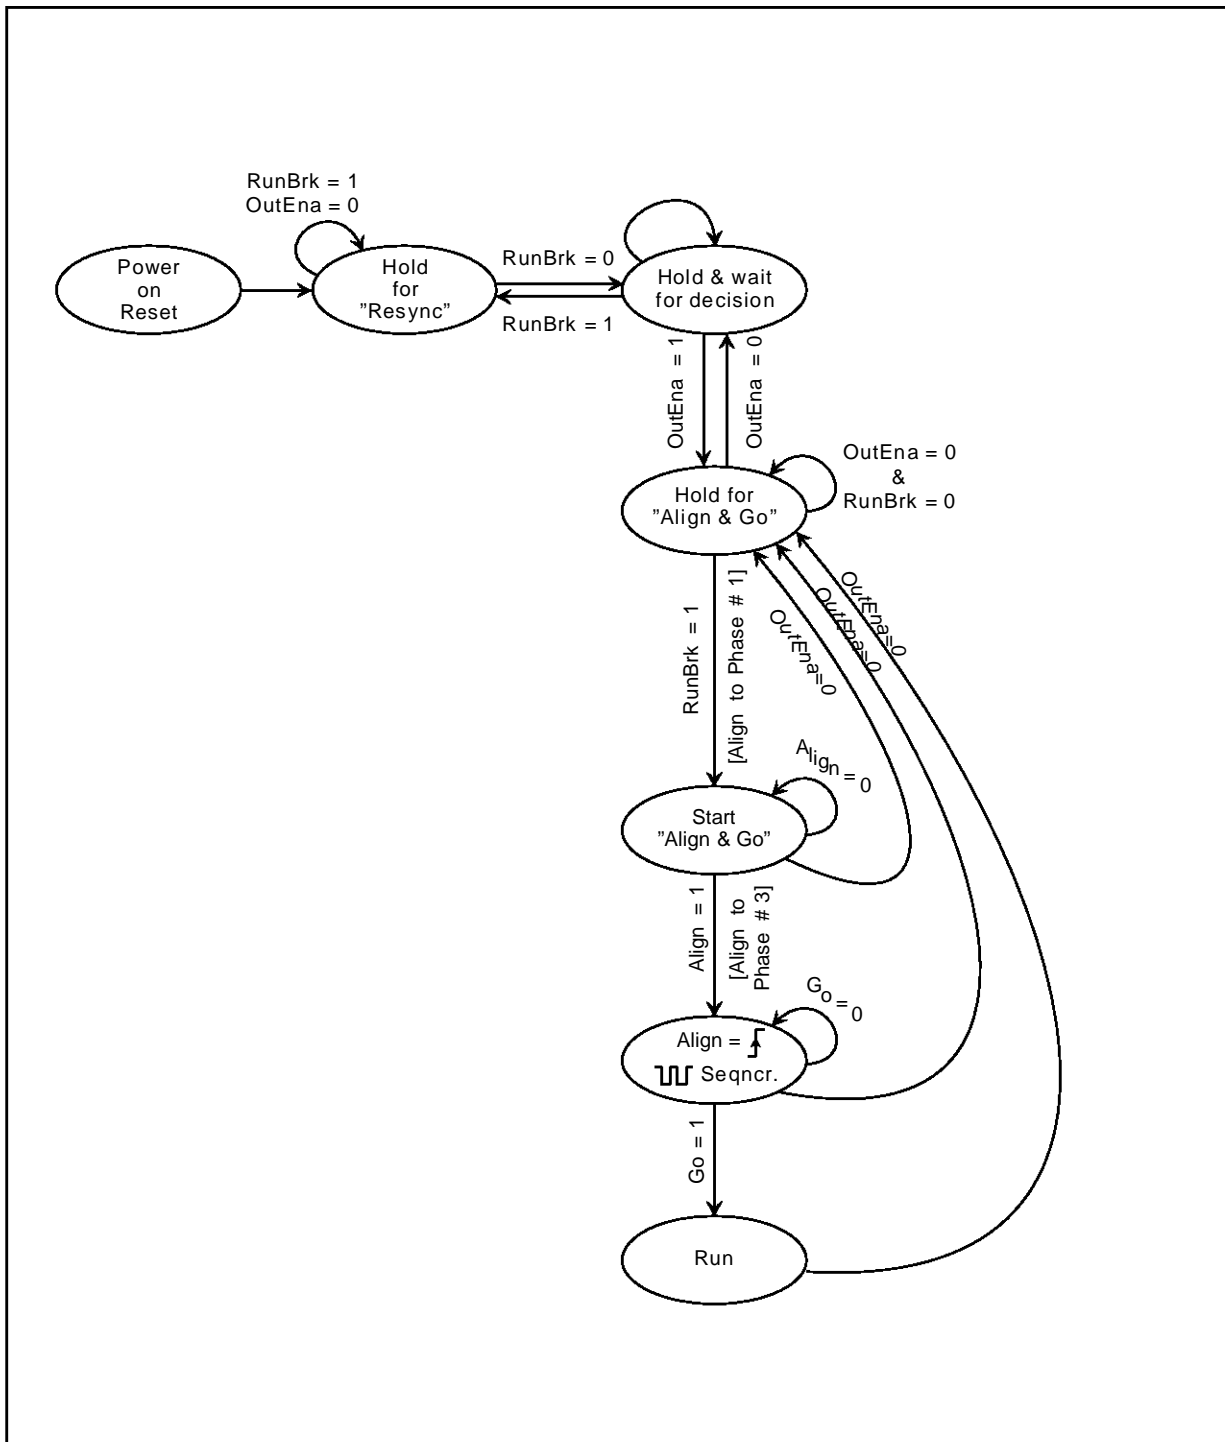 RunBrk = 1
OutEna = 0
Power
on
Reset
Hold
for
”Resync”
RunBrk = 0
RunBrk = 1
Hold & wait
for decision
OutEna = 1
OutEna = 0
Hold for
”Align & Go”
OutEna = 0
&
RunBrk = 0
RunBrk = 1
[Align to Phase # 1]
OutEna=0
OutEna=0
OutEna=0
Align = 0
Start
”Align & Go”
Align = 1
[Align to
Phase # 3]
Go = 0
Align =
Seqncr.
Go = 1
Run